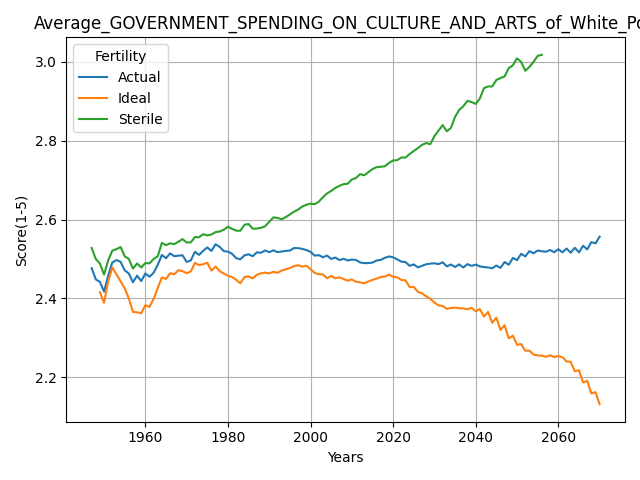 Average_GOVERNMENT_SPENDING_ON_CULTURE_AND_ARTS_of_White_Po
Fertility
Actual
Ideal
Sterile
3.0
2.8
2.6
2.4
2.2
Score(1-5)
1960 1980 2000 2020 2040 2060
Years